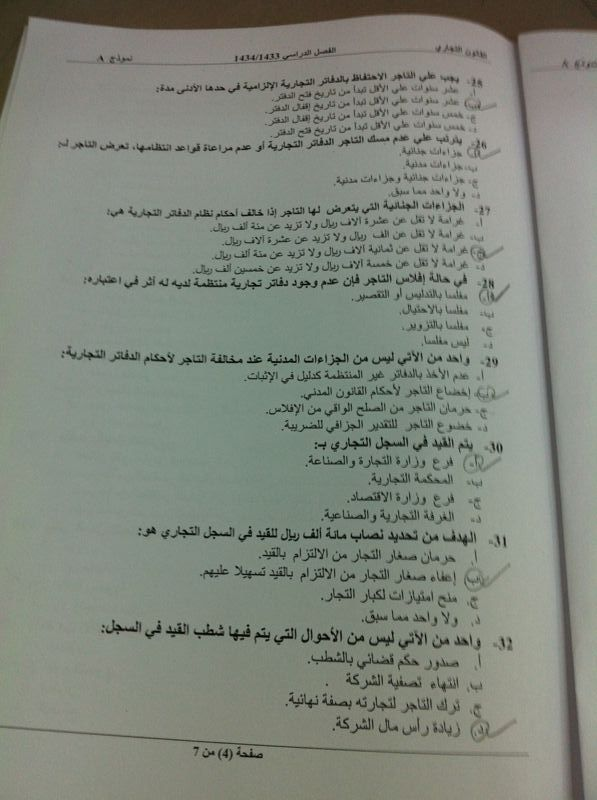 القانون التجاري الفصل الدراسي 1434/1433 نموذج A
25- يجب علي التاجر الاحتفاظ بالدفاتر التجارية الإلزامية في حدها الأدنى مدة:
أ. عشر سنوات علي الأقل تبدأ من تاريخ فتح الدفتر.
ب. عشر سنوات علي الأقل تبدأ من تاريخ إقفال الدفتر.
ج. خمس سنوات علي الأقل تبدأ من تاريخ إقفال الدفتر.
د. خمس سنوات علي الأقل تبدأ من تاريخ فتح الدفتر.
26- يترتب علي عدم مسك التاجر الدفاتر التجارية أو عدم مراعاة قواعد انتظامها، تعرض التاجر لـ:
أ. جزاءات جنائية.
ب. جزاءات مدنية.
ج. جزاءات جنائية وجزاءات مدنية.
د. ولا واحد مما سبق.
27- الجزاءات الجنائية التي يتعرض لها التاجر إذا خالف أحكام نظام الدفاتر التجارية هي:
أ. غرامة لا تقل عن عشرة آلاف ريال ولا تزيد عن مئة ألف ريال.
ب. غرامة لا تقل عن الف ريال ولا تزيد عن عشرة آلاف ريال.
ج. غرامة لا تقل عن ثمانية آلاف ريال ولا تزيد عن مئة ألف ريال.
د. غرامة لا تقل عن خمسة آلاف ريال ولا تزيد عن خمسين ألف ريال.
28- في حالة إفلاس التاجر فإن عدم وجود دفاتر تجارية منتظمة لديه له أثر في اعتباره:
أ. مفلسا بالتدليس أو التقصير.
ب. مفلسا بالاحتيال.
ج. مفلسا بالتزوير.
د. ليس مفلسا.
29- واحد من الآتي ليس من الجزاءات المدنية عند مخالفة التاجر لأحكام الدفاتر التجارية:
أ. عدم الأخذ بالدفاتر غير المنتظمة كدليل في الإثبات.
ب. إخضاع التاجر لأحكام القانون المدني.
ج. حرمان التاجر من الصلح الواقي من الإفلاس.
د. خضوع التاجر للتقدير الجزافي للضريبة.
30- يتم القيد في السجل التجاري بـ:
أ. فرع وزارة التجارة والصناعة.
ب. المحكمة التجارية.
ج. فرع وزارة الاقتصاد.
د. الغرفة التجارية والصناعية.
31- الهدف من تحديد نصاب مائة ألف ريال للقيد في السجل التجاري هو:
أ. حرمان صغار التجار من الالتزام بالقيد.
ب. إعفاء صغار التجار من الالتزام بالقيد تسهيلا عليهم.
ج. منح امتيازات لكبار التجار.
د. ولا واحد مما سبق.
32- واحد من الآتي ليس من الأحوال التي يتم فيها شطب القيد في السجل:
أ. صدور حكم قضائي بالشطب.
ب. انتهاء تصفية الشركة .
ج. ترك التاجر لتجارته بصفة نهائية.
د. زيادة رأس مال الشركة.
صفحة (4) من 7